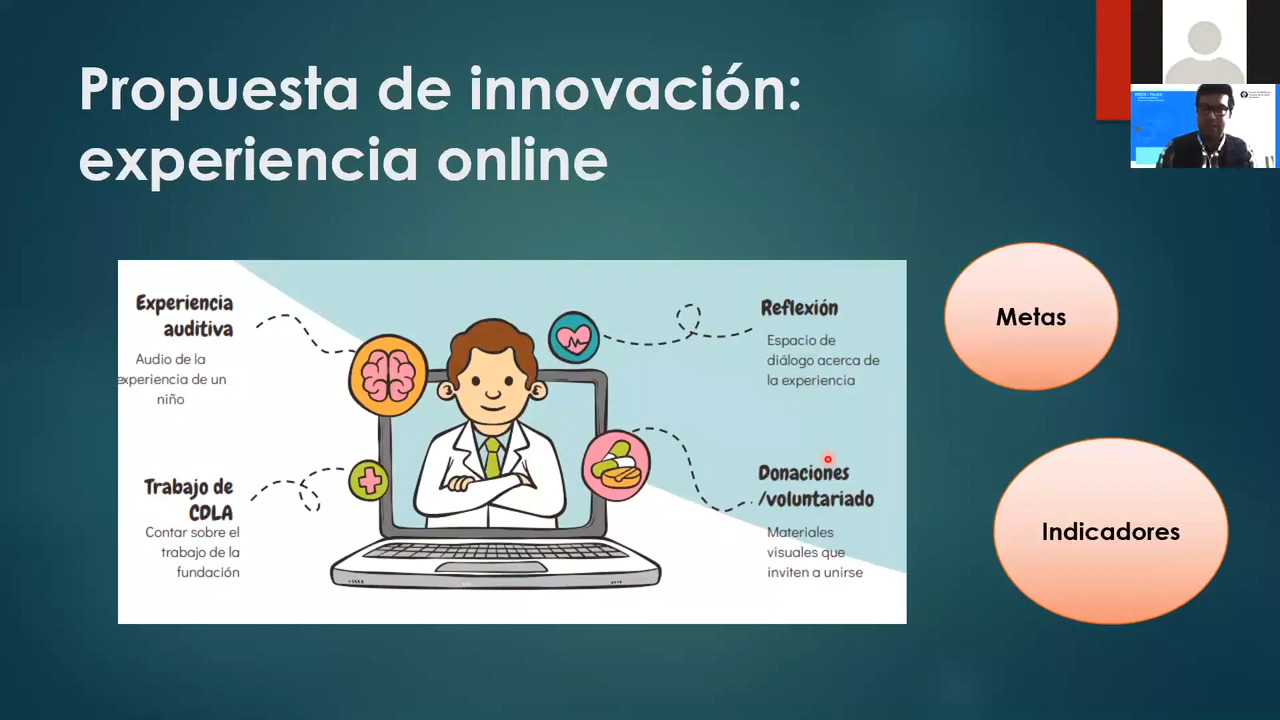 Propuesta de innovación:
experiencia online
Experiencia
auditiva
Audio de la
experiencia de un
niño
Trabajo de
CDLA
Contar sobre el
trabajo de la
fundación
Reflexión
Espacio de
diálogo acerca de
la experiencia
Donaciones
/voluntariado
Materiales
visuales que
inviten a unirse
Metas
Indicadores